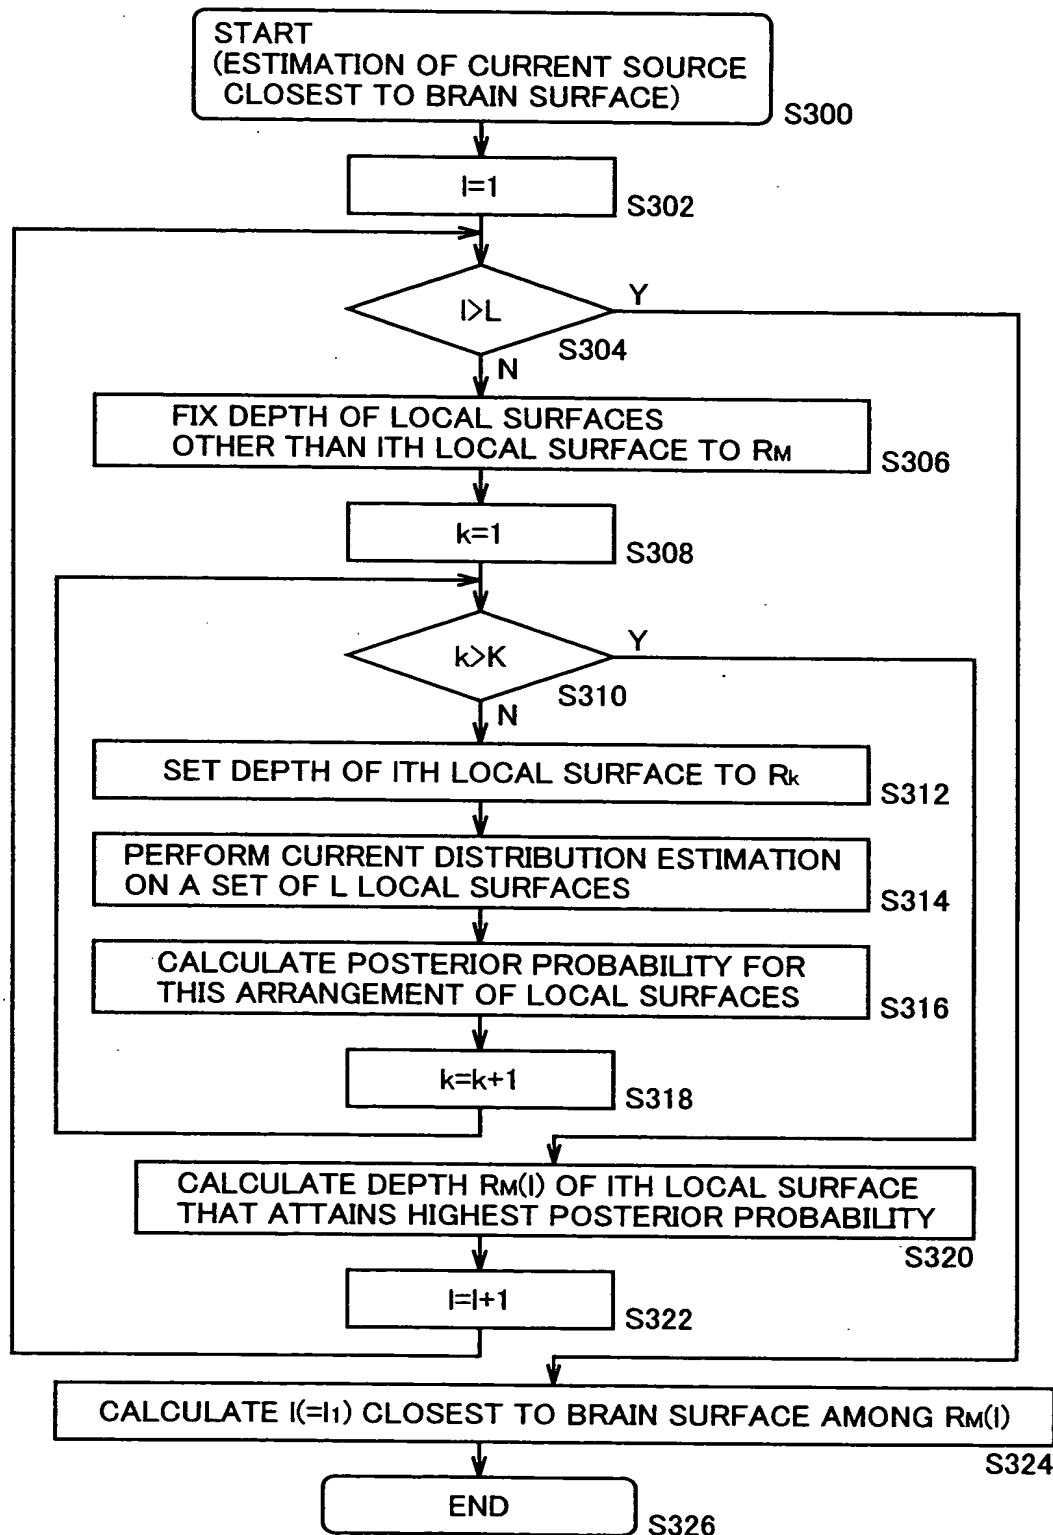 START
(ESTIMATION OF CURRENT SOURCE
CLOSEST TO BRAIN SURFACE)
S300
l=1
S302
l>L
Y
S304
N
FIX DEPTH OF LOCAL SURFACES
OTHER THAN lTH LOCAL SURFACE TO RM
S306
k=1
S308
k>K
Y
S310
N
SET DEPTH OF lTH LOCAL SURFACE TO Rk
S312
PERFORM CURRENT DISTRIBUTION ESTIMATION
ON A SET OF L LOCAL SURFACES
S314
CALCULATE POSTERIOR PROBABILITY FOR
THIS ARRANGEMENT OF LOCAL SURFACES
S316
k=k+1
S318
CALCULATE DEPTH RM(l) OF lTH LOCAL SURFACE
THAT ATTAINS HIGHEST POSTERIOR PROBABILITY
S320
l=l+1
S322
CALCULATE l(=l1) CLOSEST TO BRAIN SURFACE AMONG RM(l)
S324
END
S326